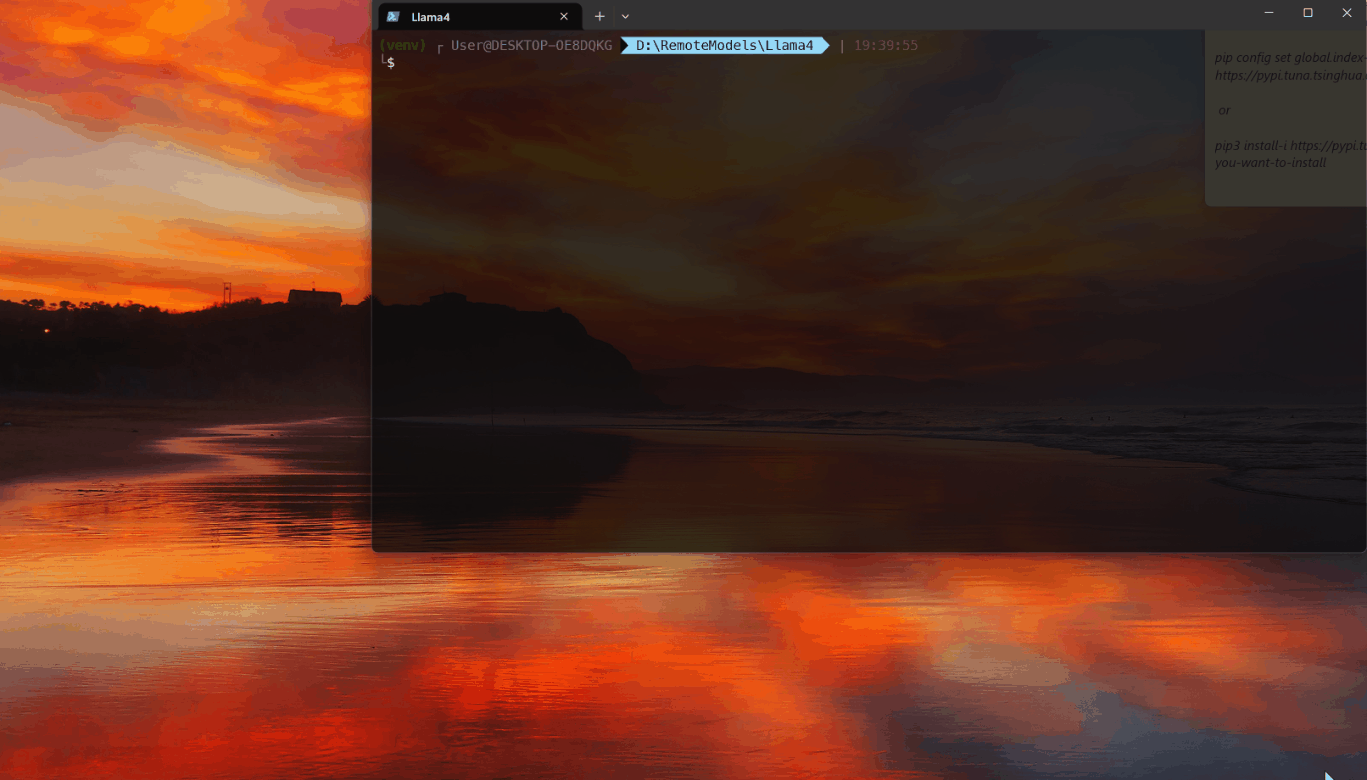 Llama4
(venv) ┌ User@DESKTOP-OE8DQKG D:\RemoteModels\Llama4 | 19:39:55
└$
pip config set global.index-
https://pypi.tuna.tsinghua.
or
pip3 install-i https://pypi.t
you-want-to-install